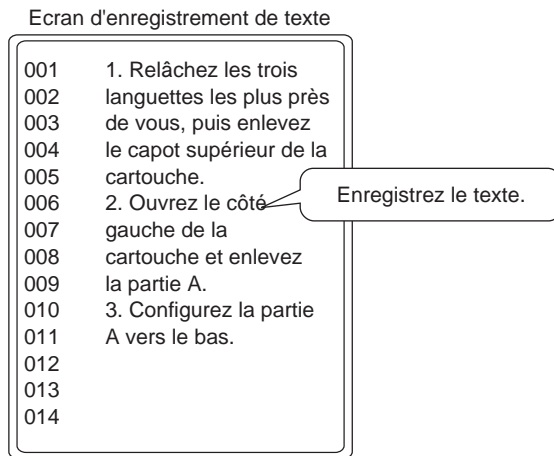 Ecran d'enregistrement de texte
001 1. Relâchez les trois
002 languettes les plus près
003 de vous, puis enlevez
004 le capot supérieur de la
005 cartouche.
006 2. Ouvrez le côté
Enregistrez le texte.
007 gauche de la
008 cartouche et enlevez
009 la partie A.
010 3. Configurez la partie
011 A vers le bas.
012
013
014